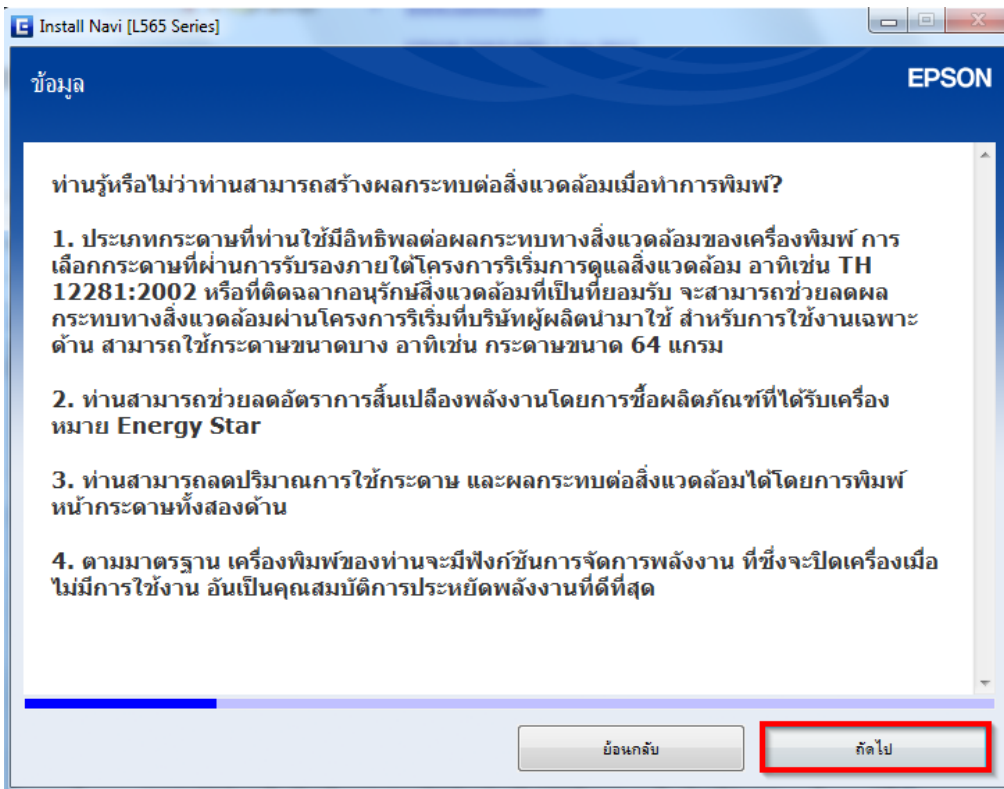 Install Navi [L565 Series]
ข้อมูล
EPSON
ท่านรู้หรือไม่ว่าท่านสามารถสร้างผลกระทบต่อสิ่งแวดล้อมเมื่อทำการพิมพ์?
1. ประเภทกระดาษที่ท่านใช้มีอิทธิพลต่อผลกระทบทางสิ่งแวดล้อมของเครื่องพิมพ์ การ
เลือกกระดาษที่ผ่านการรับรองภายใต้โครงการริเริ่มการดูแลสิ่งแวดล้อม อาทิเช่น TH
12281:2002 หรือที่ติดฉลากอนุรักษ์สิ่งแวดล้อมที่เป็นที่ยอมรับ จะสามารถช่วยลดผล
กระทบทางสิ่งแวดล้อมผ่านโครงการริเริ่มที่บริษัทผู้ผลิตนำมาใช้ สำหรับการใช้งานเฉพาะ
ด้าน สามารถใช้กระดาษขนาดบาง อาทิเช่น กระดาษขนาด 64 แกรม
2. ท่านสามารถช่วยลดอัตราการสิ้นเปลืองพลังงานโดยการซื้อผลิตภัณฑ์ที่ได้รับเครื่อง
หมาย Energy Star
3. ท่านสามารถลดปริมาณการใช้กระดาษ และผลกระทบต่อสิ่งแวดล้อมได้โดยการพิมพ์
หน้ากระดาษทั้งสองด้าน
4. ตามมาตรฐาน เครื่องพิมพ์ของท่านจะมีฟังก์ชันการจัดการพลังงาน ที่ซึ่งจะปิดเครื่องเมื่อ
ไม่มีการใช้งาน อันเป็นคุณสมบัติการประหยัดพลังงานที่ดีที่สุด
ย้อนกลับ
ถัดไป